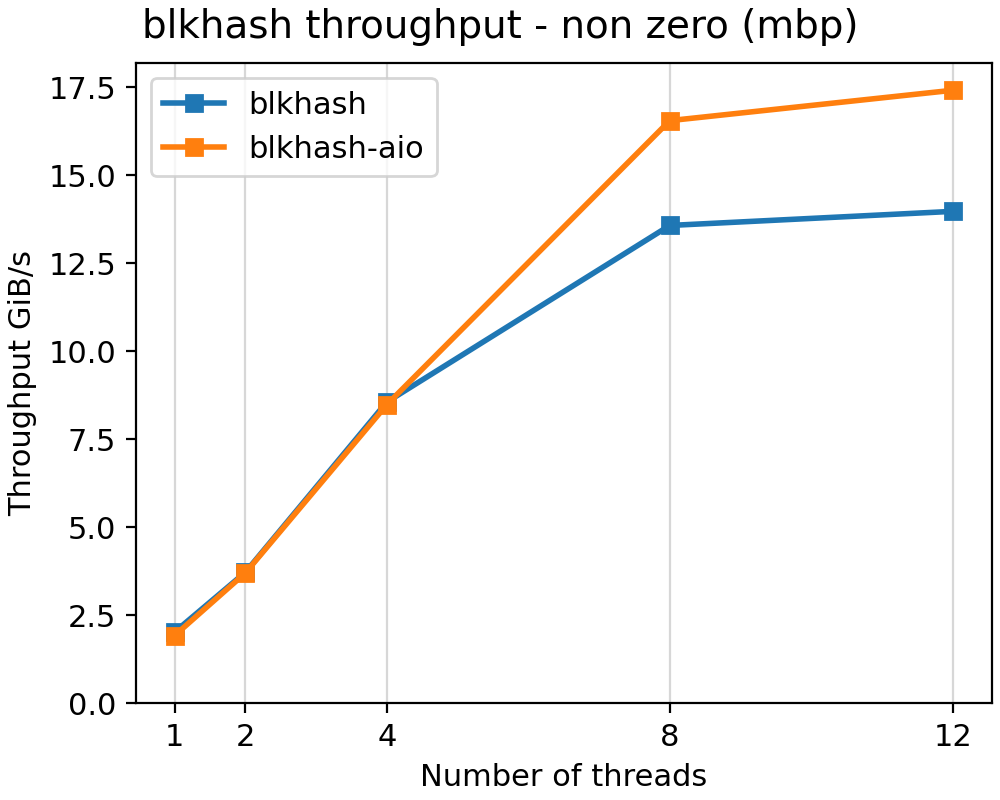 blkhash throughput - non zero (mbp)
blkhash
blkhash-aio
Throughput GiB/s
17.5
15.0
12.5
10.0
7.5
5.0
2.5
0.0
1 2 4 8 12
Number of threads